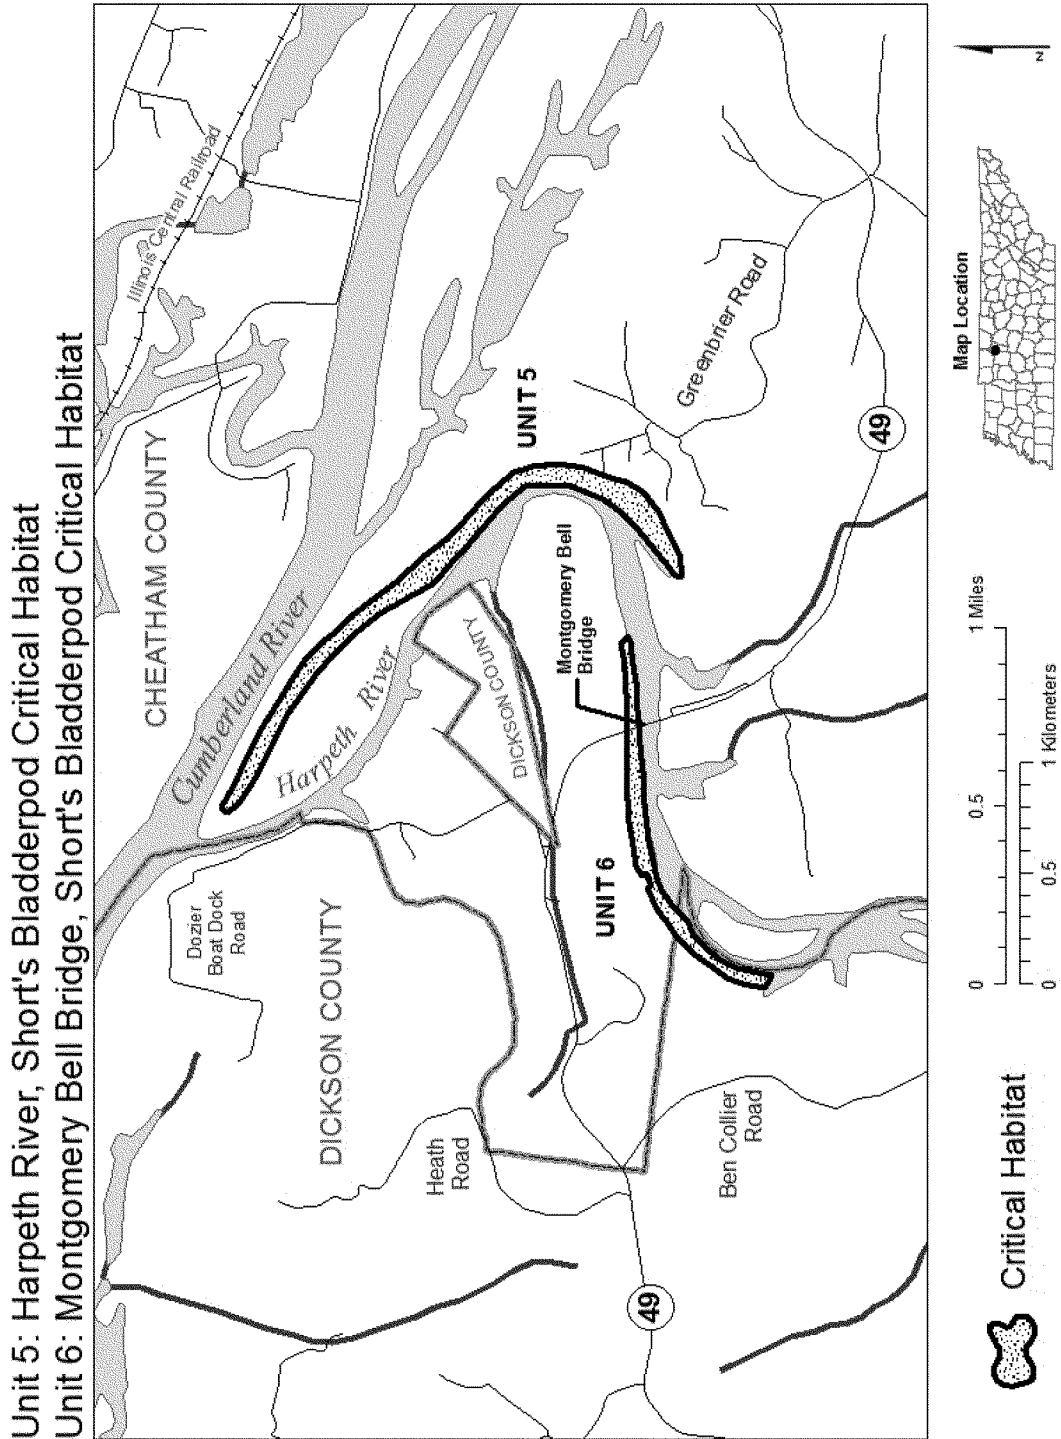 Unit 5: Harpeth River, Short's Bladderpod Critical Habitat
Unit 6: Montgomery Bell Bridge, Short's Bladderpod Critical Habitat
Illinois Central Railroad
CHEATHAM COUNTY
Cumberland River
Harpeth River
Dozier
Boat Dock
Road
DICKSON COUNTY
DICKSON COUNTY
UNIT 5
Montgomery Bell
Bridge
Heath
Road
UNIT 6
Greenbrier Road
Ben Collier
Road
49
49
Critical Habitat
0 0.5 1 Miles
0 0.5 1 Kilometers
Map Location
N